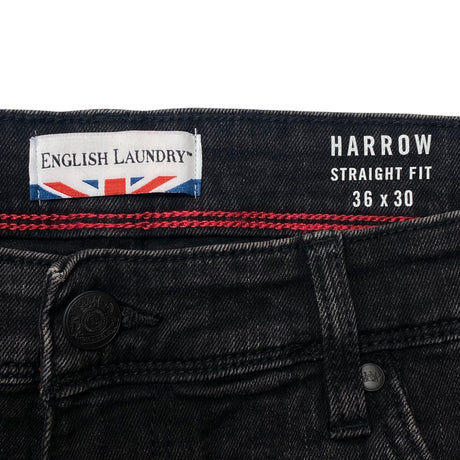 ENGLISH LAUNDRY™
HARROW
STRAIGHT FIT
36 x 30